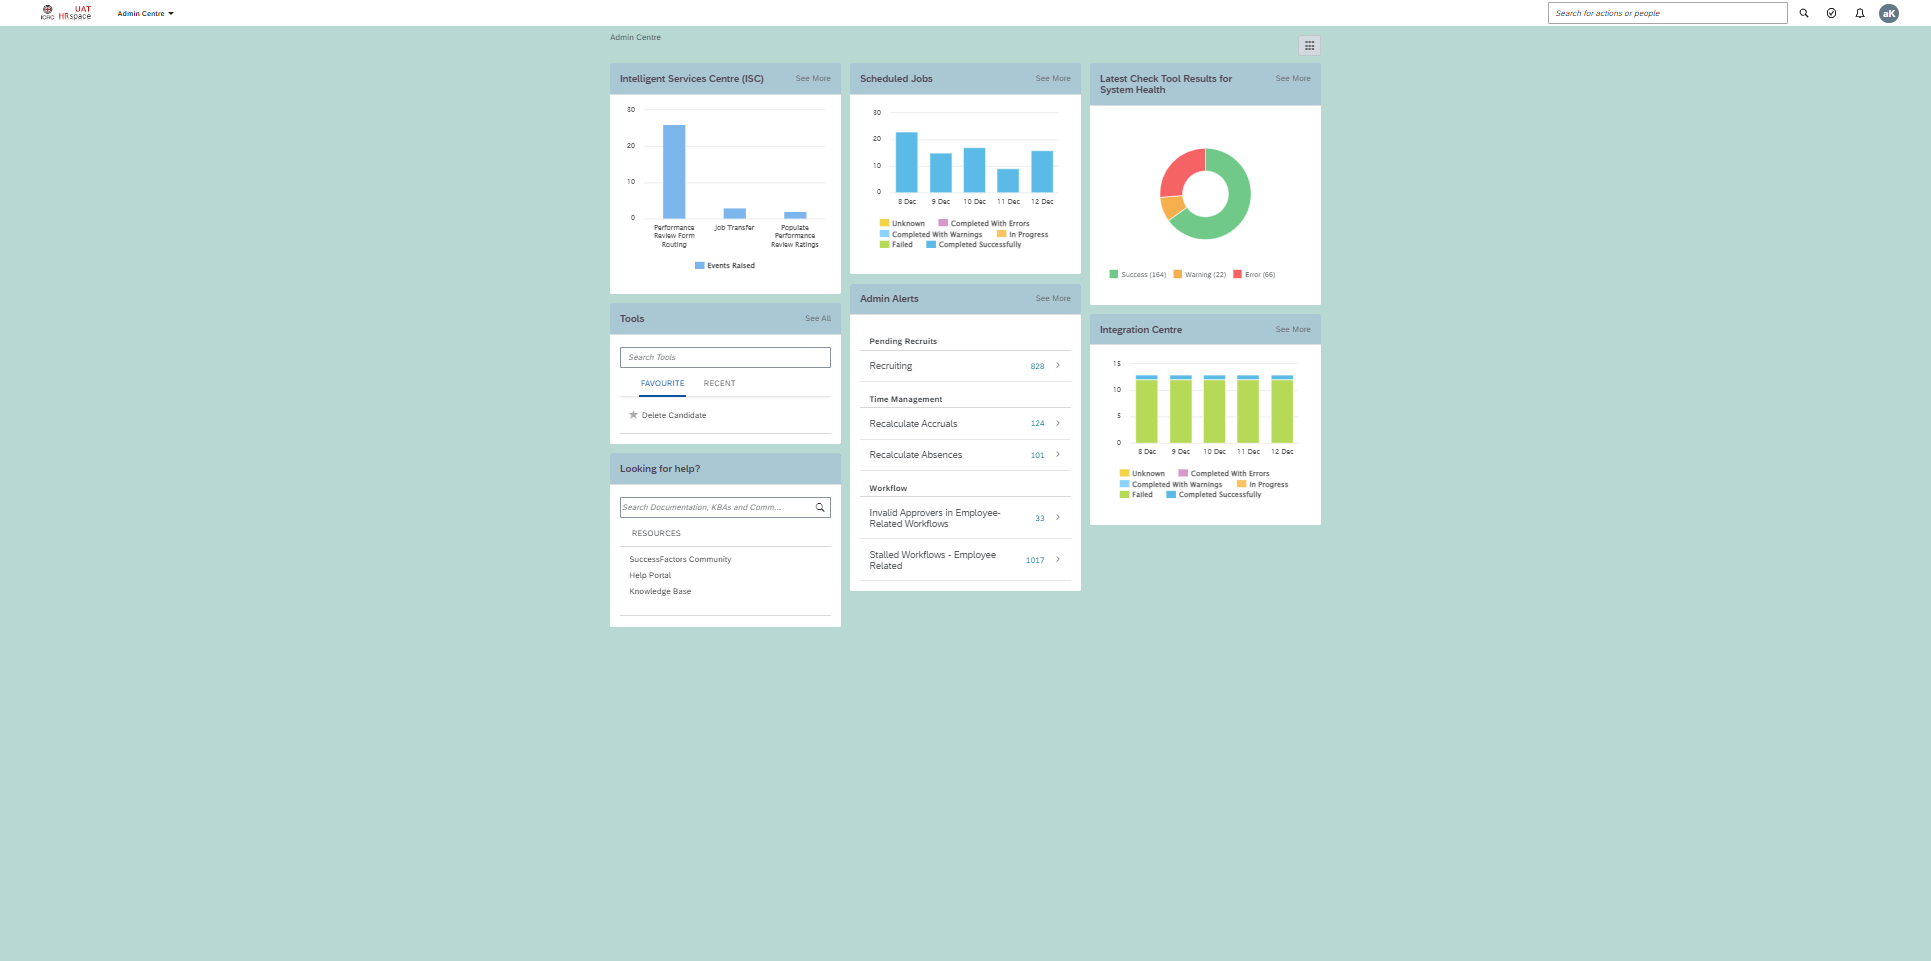 ICRC
UAT
HRspace
Admin Centre
Search for actions or people
aK
Admin Centre
Intelligent Services Centre (ISC)
See More
30
20
10
0
Performance
Review Form
Routing
Job Transfer
Populate
Performance
Review Ratings
Events Raised
Tools
See All
Search Tools
FAVOURITE
RECENT
Delete Candidate
Looking for help?
Search Documentation, KBAs and Comm...
RESOURCES
SuccessFactors Community
Help Portal
Knowledge Base
Scheduled Jobs
See More
30
20
10
0
8 Dec 9 Dec 10 Dec 11 Dec 12 Dec
Unknown Completed With Errors
Completed With Warnings In Progress
Failed Completed Successfully
Admin Alerts
See More
Pending Recruits
Recruiting 828
Time Management
Recalculate Accruals 124
Recalculate Absences 101
Workflow
Invalid Approvers in Employee-
Related Workflows
33
Stalled Workflows - Employee
Related
1017
Latest Check Tool Results for
System Health
See More
Success (164) Warning (22) Error (66)
Integration Centre
See More
15
10
5
0
8 Dec 9 Dec 10 Dec 11 Dec 12 Dec
Unknown Completed With Errors
Completed With Warnings In Progress
Failed Completed Successfully